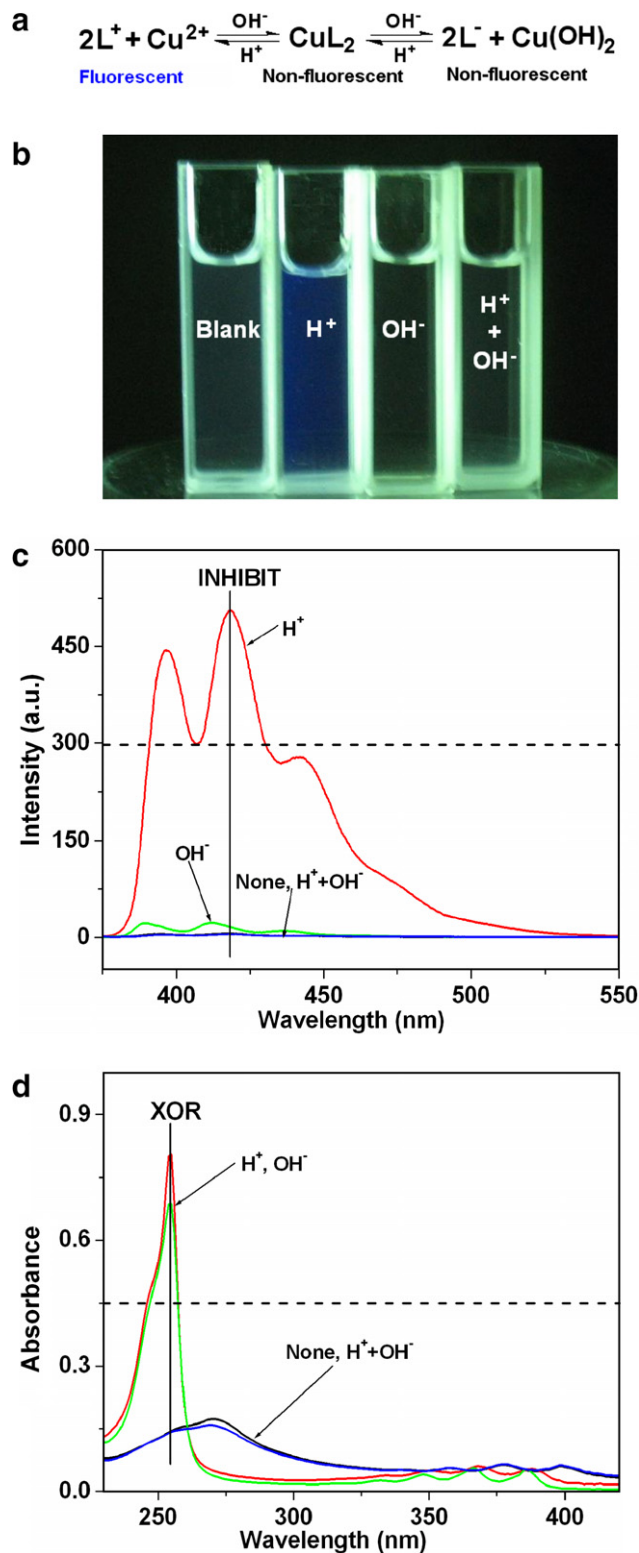 a
OH⁻ OH⁻
2L⁺ + Cu²⁺ ⇌ CuL₂ ⇌ 2L⁻ + Cu(OH)₂
H⁺ H⁺
Fluorescent Non-fluorescent Non-fluorescent
b
Blank H⁺ OH⁻ H⁺ + OH⁻
c
600
INHIBIT
H⁺
450
300
OH⁻
None, H⁺+OH⁻
150
0
Intensity (a.u.)
400 450 500 550
Wavelength (nm)
d
XOR
0.9
H⁺, OH⁻
0.6
None, H⁺+OH⁻
0.3
0.0
Absorbance
250 300 350 400
Wavelength (nm)